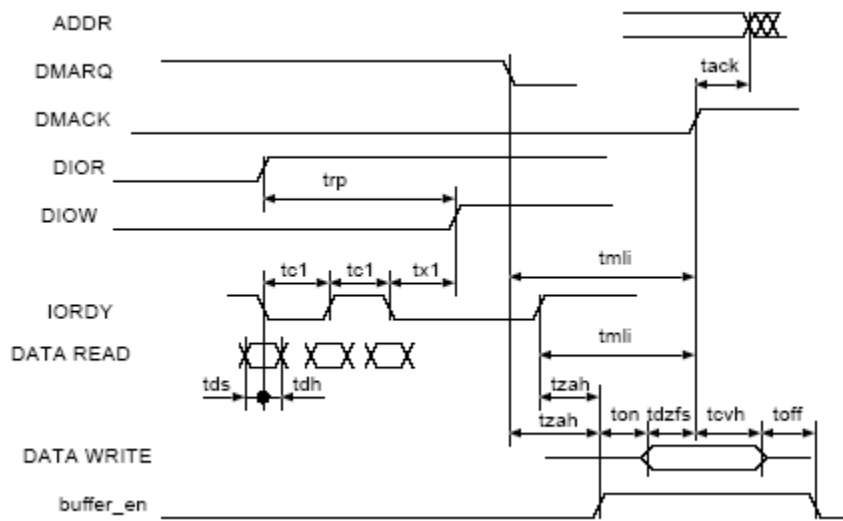 ADDR
DMARQ
tack
DMACK
DIOR
trp
DIOW
tc1 tc1 tx1 tmli
IORDY
DATA READ
tmli
tds tdh tzah
tzah ton tdzfs tcvh toff
DATA WRITE
buffer_en